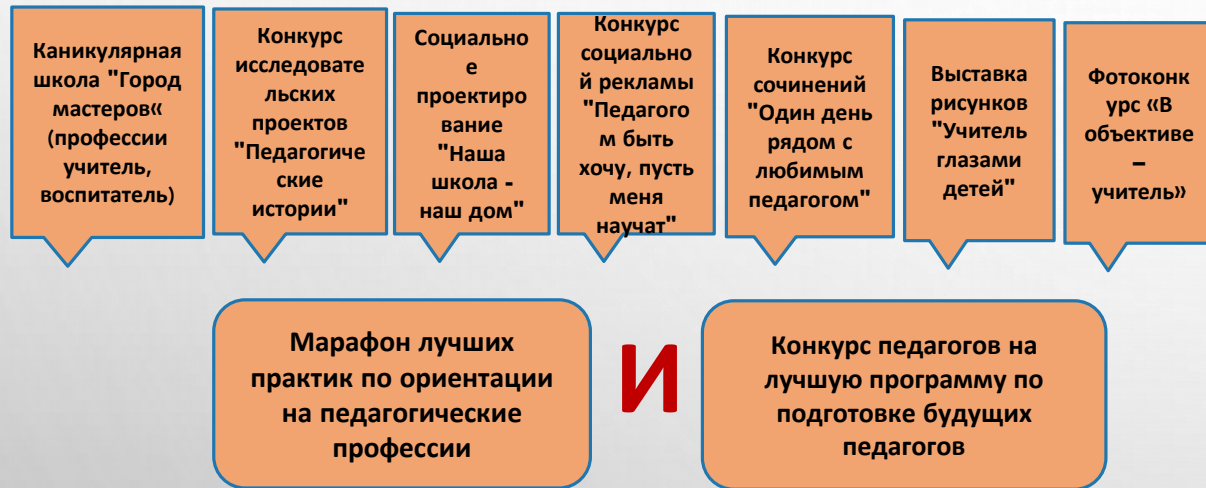 Каникулярная
школа "Город
мастеров«
(профессии
учитель,
воспитатель)
Конкурс
исследовате
льских
проектов
"Педагогиче
ские
истории"
Социально
е
проектиро
вание
"Наша
школа -
наш дом"
Конкурс
социально
й рекламы
"Педагого
м быть
хочу, пусть
меня
научат"
Конкурс
сочинений
"Один день
рядом с
любимым
педагогом"
Выставка
рисунков
"Учитель
глазами
детей"
Фотоконк
урс «В
объективе
–
учитель»
Марафон лучших
практик по ориентации
на педагогические
профессии
И
Конкурс педагогов на
лучшую программу по
подготовке будущих
педагогов